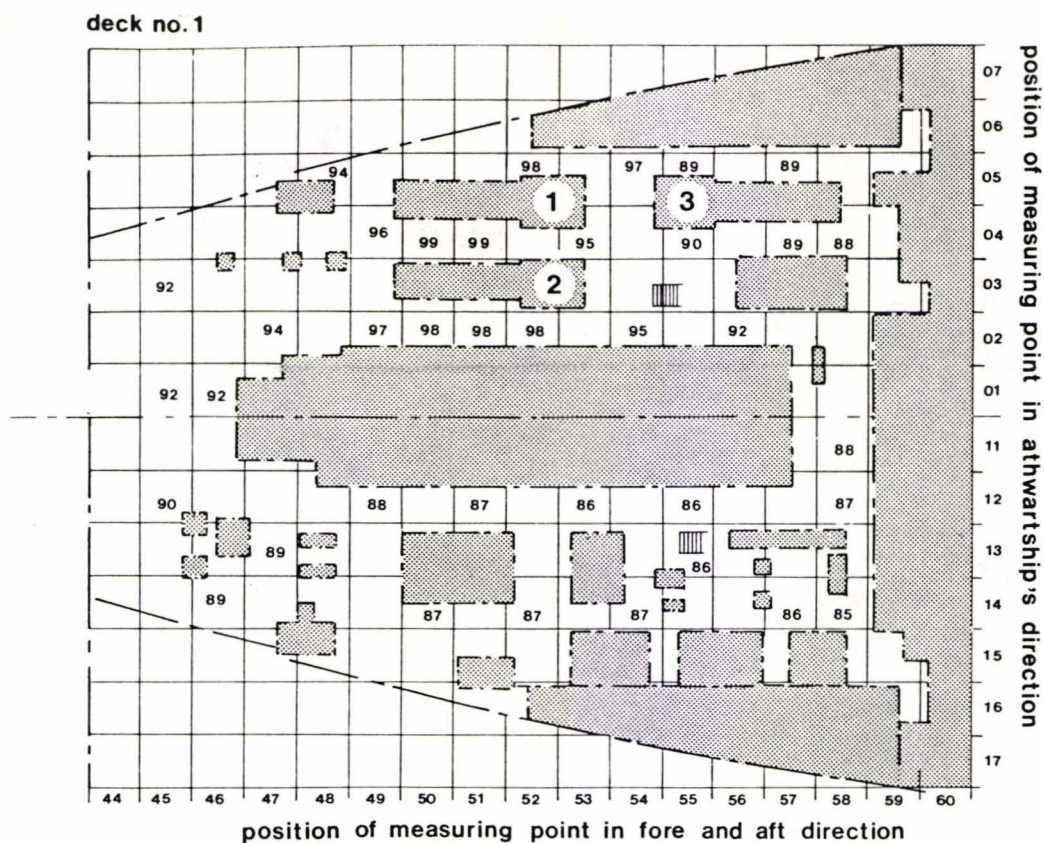 deck no. 1
07
06
98 97 89 89 05
94
1 3
96 04
99 99 95 90 89 88
92 2 03
94 97 98 98 98 95 92 02
92 92 01
88 11
90 88 87 86 86 87 12
89 13
86
89 87 87 87 86 85 14
15
16
17
44 45 46 47 48 49 50 51 52 53 54 55 56 57 58 59 60
position of measuring point in fore and aft direction
position of measuring point in athwartship's direction